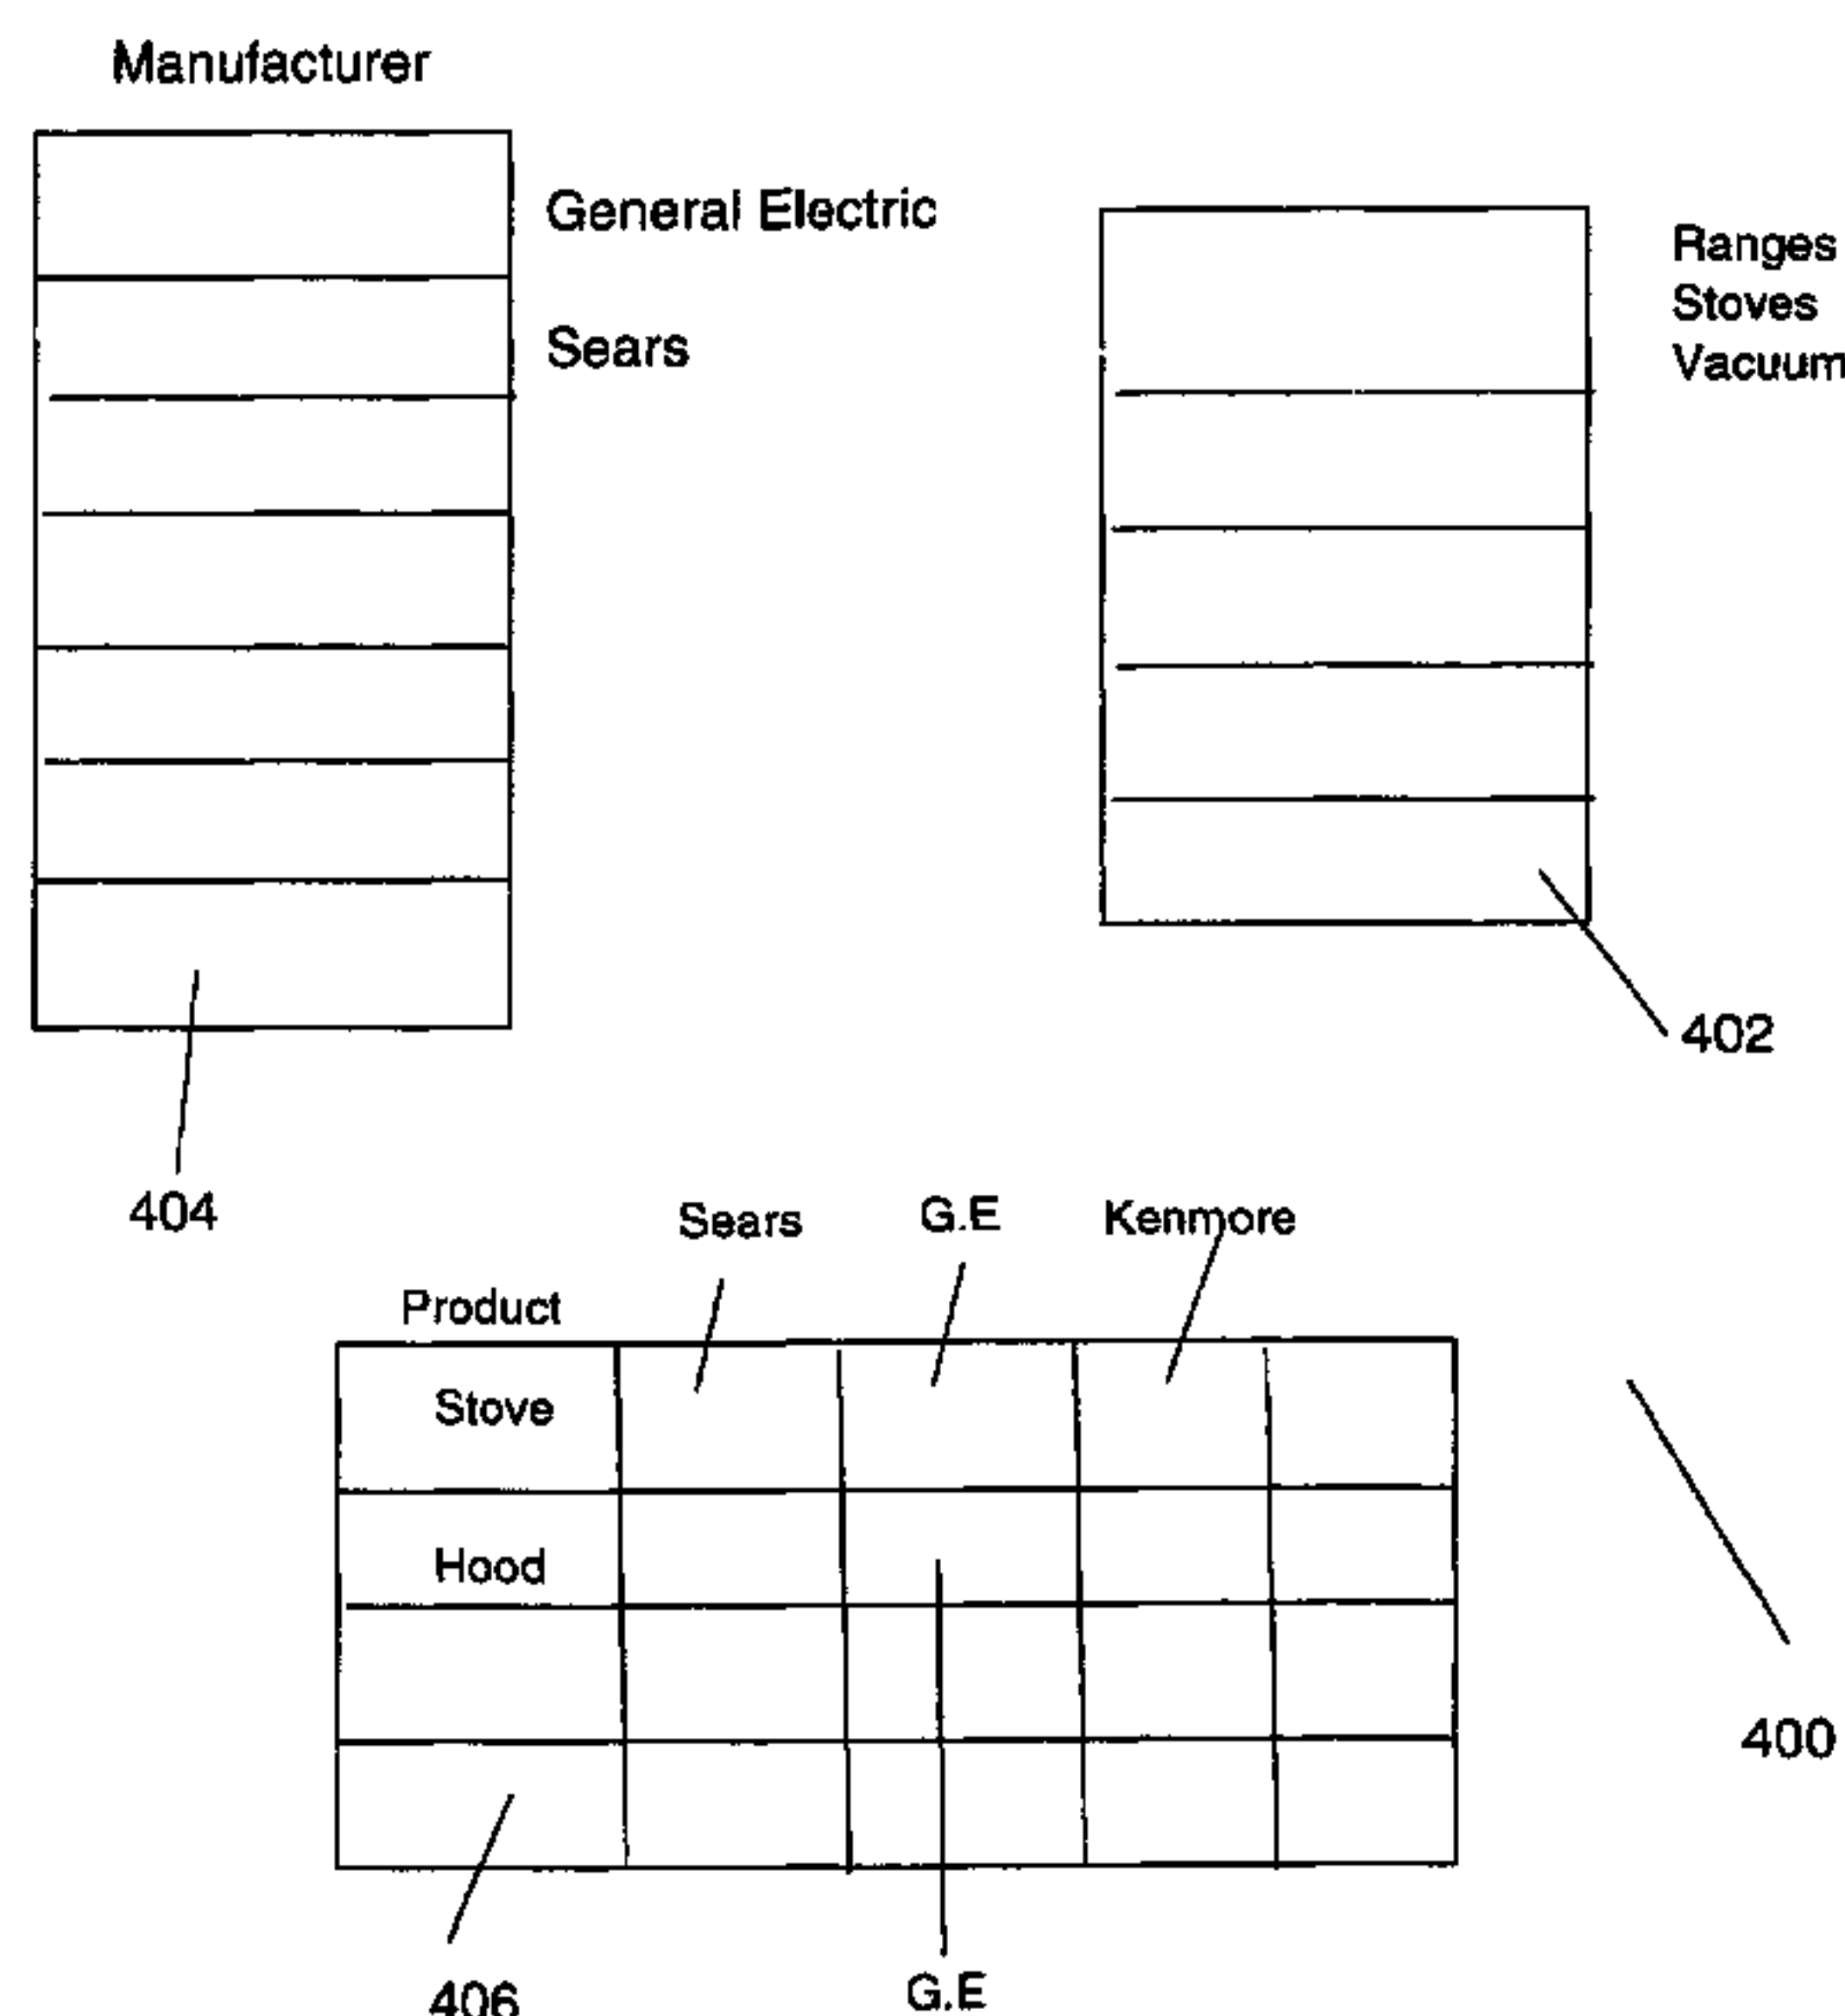 Manufacturer
General Electric
Sears
Ranges
Stoves
Vacuum
402
404
Sears
G.E
Kenmore
Product
Stove
Hood
400
406
G.E